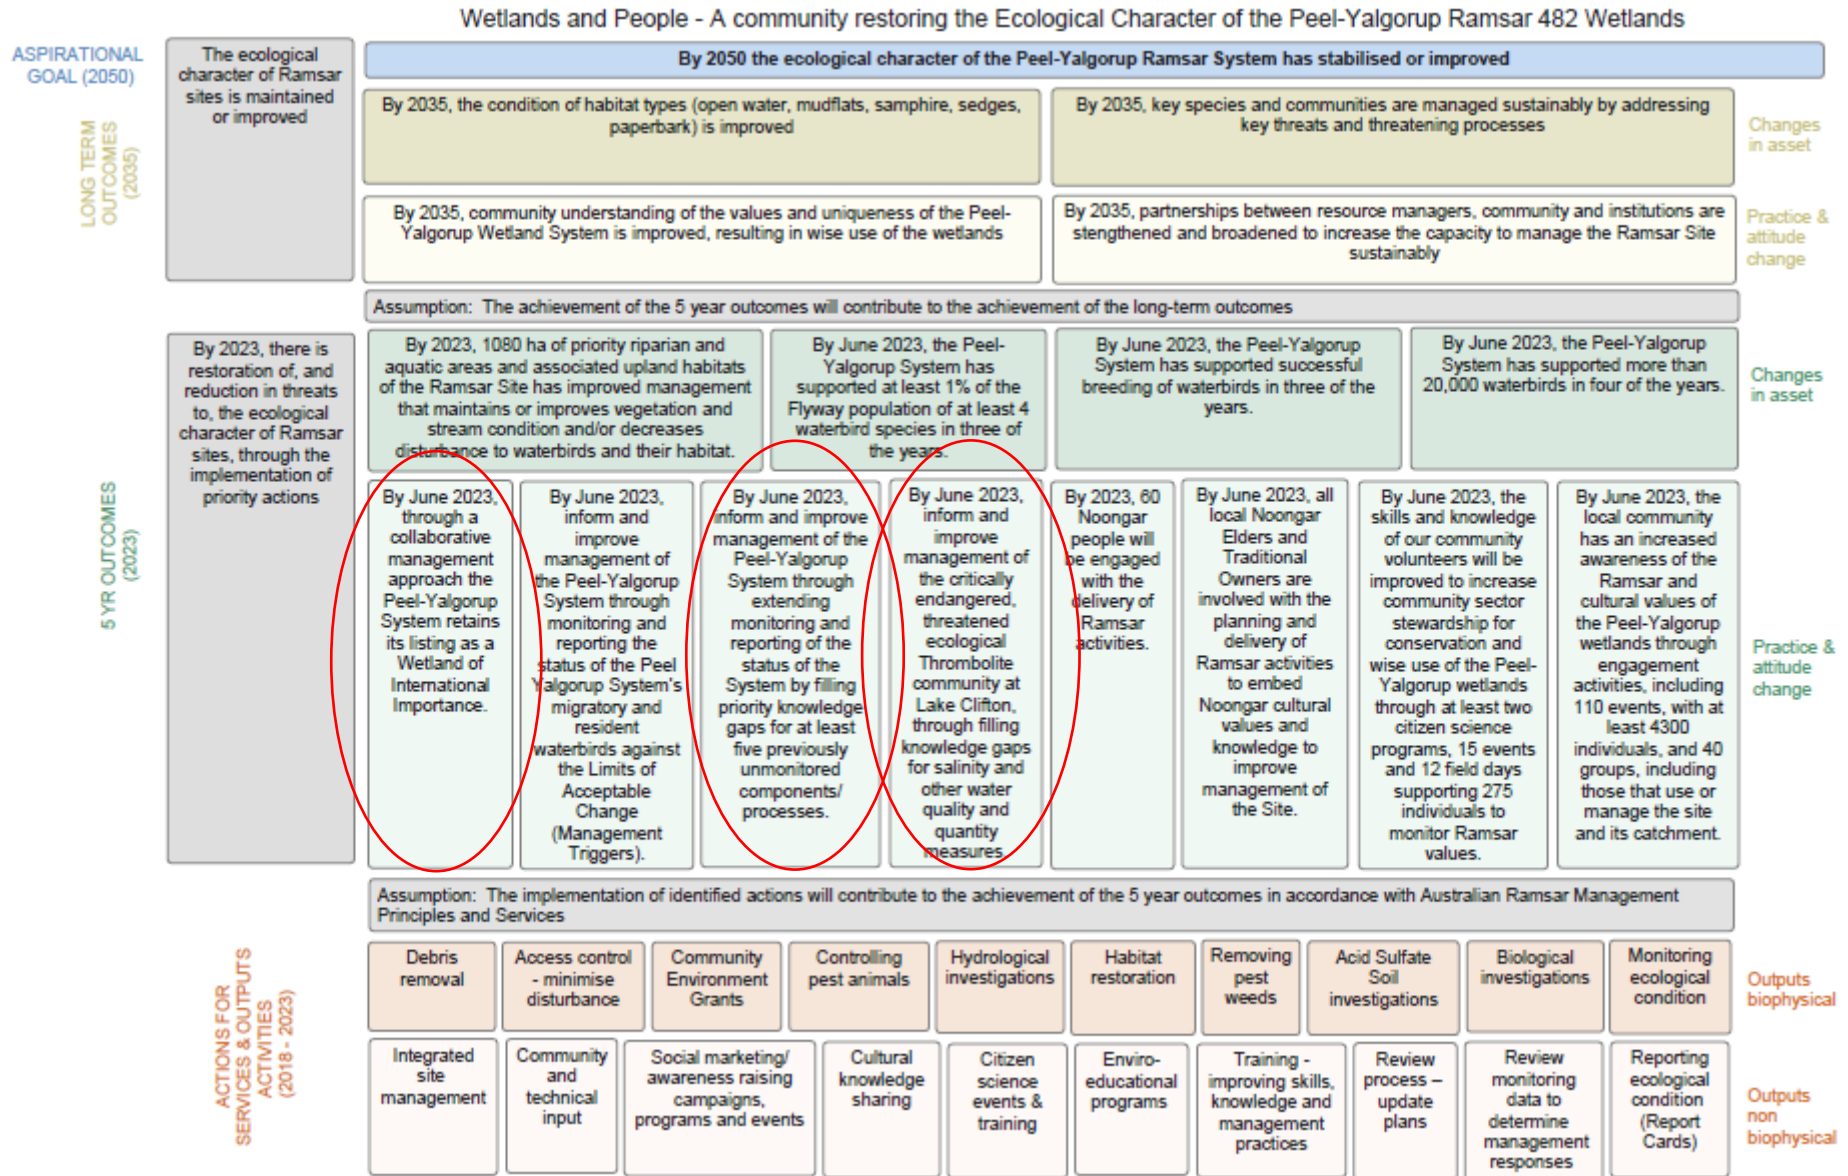 Wetlands and People - A community restoring the Ecological Character of the Peel-Yalgorup Ramsar 482 Wetlands
ASPIRATIONAL
GOAL (2050)
The ecological
character of Ramsar
sites is maintained
or improved
By 2050 the ecological character of the Peel-Yalgorup Ramsar System has stabilised or improved
LONG TERM
OUTCOMES
(2035)
By 2035, the condition of habitat types (open water, mudflats, samphire, sedges,
paperbark) is improved
By 2035, key species and communities are managed sustainably by addressing
key threats and threatening processes
Changes
in asset
By 2035, community understanding of the values and uniqueness of the Peel-
Yalgorup Wetland System is improved, resulting in wise use of the wetlands
By 2035, partnerships between resource managers, community and institutions are
stengthened and broadened to increase the capacity to manage the Ramsar Site
sustainably
Practice &
attitude
change
Assumption: The achievement of the 5 year outcomes will contribute to the achievement of the long-term outcomes
5 YR OUTCOMES
(2023)
By 2023, there is
restoration of, and
reduction in threats
to, the ecological
character of Ramsar
sites, through the
implementation of
priority actions
By 2023, 1080 ha of priority riparian and
aquatic areas and associated upland habitats
of the Ramsar Site has improved management
that maintains or improves vegetation and
stream condition and/or decreases
disturbance to waterbirds and their habitat.
By June 2023, the Peel-
Yalgorup System has
supported at least 1% of the
Flyway population of at least 4
waterbird species in three of
the years.
By June 2023, the Peel-Yalgorup
System has supported successful
breeding of waterbirds in three of the
years.
By June 2023, the Peel-Yalgorup
System has supported more than
20,000 waterbirds in four of the years.
Changes
in asset
By June 2023,
through a
collaborative
management
approach the
Peel-Yalgorup
System retains
its listing as a
Wetland of
International
Importance.
By June 2023,
inform and
improve
management of
the Peel-Yalgorup
System through
monitoring and
reporting the
status of the Peel
Yalgorup System's
migratory and
resident
waterbirds against
the Limits of
Acceptable
Change
(Management
Triggers).
By June 2023,
inform and improve
management of the
Peel-Yalgorup
System through
extending
monitoring and
reporting of the
status of the
System by filling
priority knowledge
gaps for at least
five previously
unmonitored
components/
processes.
By June 2023,
inform and
improve
management of
the critically
endangered,
threatened
ecological
Thrombolite
community at
Lake Clifton,
through filling
knowledge gaps
for salinity and
other water
quality and
quantity
measures.
By 2023, 60
Noongar
people will
be engaged
with the
delivery of
Ramsar
activities.
By June 2023, all
local Noongar
Elders and
Traditional
Owners are
involved with the
planning and
delivery of
Ramsar activities
to embed
Noongar cultural
values and
knowledge to
improve
management of
the Site.
By June 2023, the
skills and knowledge
of our community
volunteers will be
improved to increase
community sector
stewardship for
conservation and
wise use of the Peel-
Yalgorup wetlands
through at least two
citizen science
programs, 15 events
and 12 field days
supporting 275
individuals to
monitor Ramsar
values.
By June 2023, the
local community
has an increased
awareness of the
Ramsar and
cultural values of
the Peel-Yalgorup
wetlands through
engagement
activities, including
110 events, with at
least 4300
individuals, and 40
groups, including
those that use or
manage the site
and its catchment.
Practice &
attitude
change
Assumption: The implementation of identified actions will contribute to the achievement of the 5 year outcomes in accordance with Australian Ramsar Management
Principles and Services
ACTIONS FOR
SERVICES & OUTPUTS
ACTIVITIES
(2018 - 2023)
Debris
removal
Access control
- minimise
disturbance
Community
Environment
Grants
Controlling
pest animals
Hydrological
investigations
Habitat
restoration
Removing
pest
weeds
Acid Sulfate
Soil
investigations
Biological
investigations
Monitoring
ecological
condition
Outputs
biophysical
Integrated
site
management
Community
and
technical
input
Social marketing/
awareness raising
campaigns,
programs and events
Cultural
knowledge
sharing
Citizen
science
events &
training
Enviro-
educational
programs
Training -
improving skills,
knowledge and
management
practices
Review
process –
update
plans
Review
monitoring
data to
determine
management
responses
Reporting
ecological
condition
(Report
Cards)
Outputs
non
biophysical